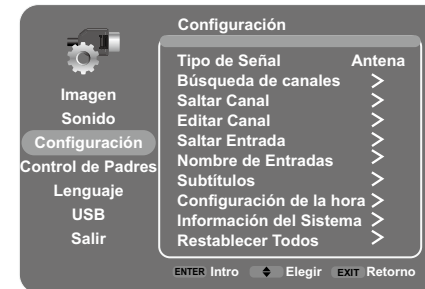 Configuración
Imagen
Sonido
Configuración
Control de Padres
Lenguaje
USB
Salir
Tipo de Señal Antena
Búsqueda de canales >
Saltar Canal >
Editar Canal >
Saltar Entrada >
Nombre de Entradas >
Subtítulos >
Configuración de la hora >
Información del Sistema >
Restablecer Todos >
ENTER Intro Elegir EXIT Retorno